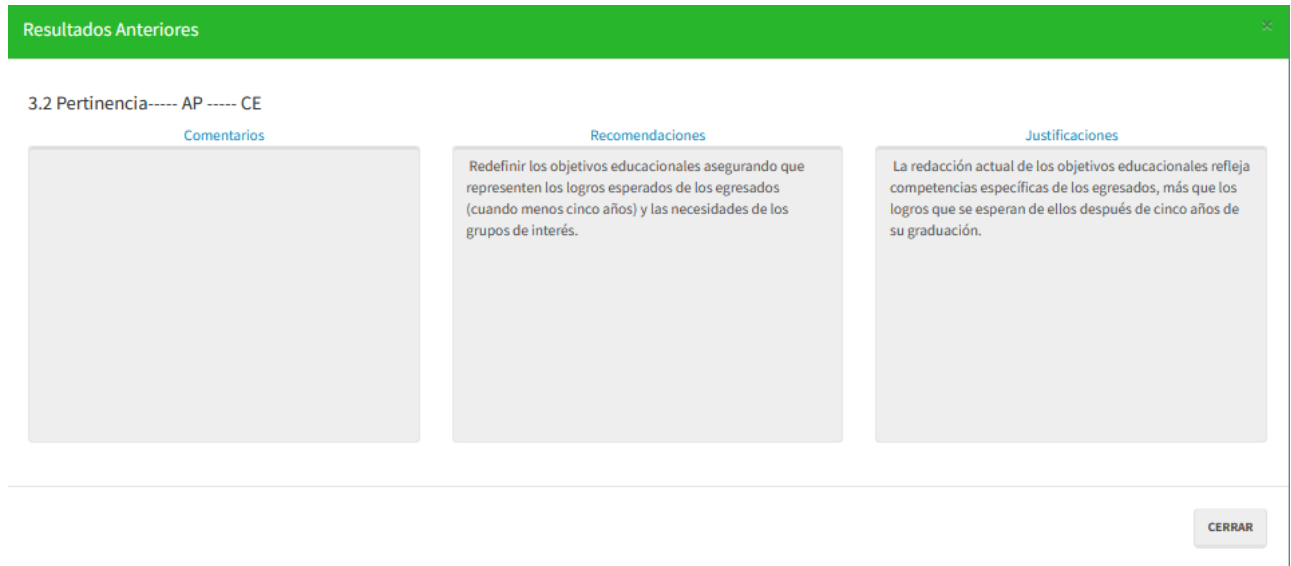 Resultados Anteriores
×
3.2 Pertinencia----- AP ----- CE
Comentarios
Recomendaciones
Redefinir los objetivos educacionales asegurando que
representen los logros esperados de los egresados
(cuando menos cinco años) y las necesidades de los
grupos de interés.
Justificaciones
La redacción actual de los objetivos educacionales refleja
competencias específicas de los egresados, más que los
logros que se esperan de ellos después de cinco años de
su graduación.
CERRAR